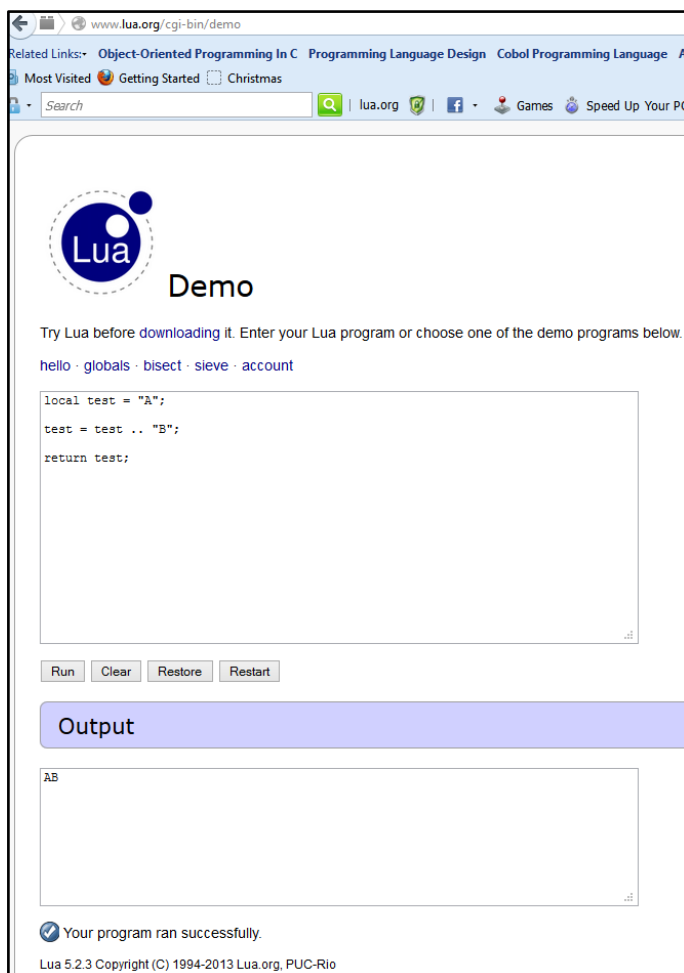 www.lua.org/cgi-bin/demo
Related Links: Object-Oriented Programming In C Programming Language Design Cobol Programming Language A
Most Visited Getting Started Christmas
Search lua.org Games Speed Up Your PC
Lua
Demo
Try Lua before downloading it. Enter your Lua program or choose one of the demo programs below.
hello · globals · bisect · sieve · account
local test = "A";
test = test .. "B";
return test;
Run Clear Restore Restart
Output
AB
Your program ran successfully.
Lua 5.2.3 Copyright (C) 1994-2013 Lua.org, PUC-Rio